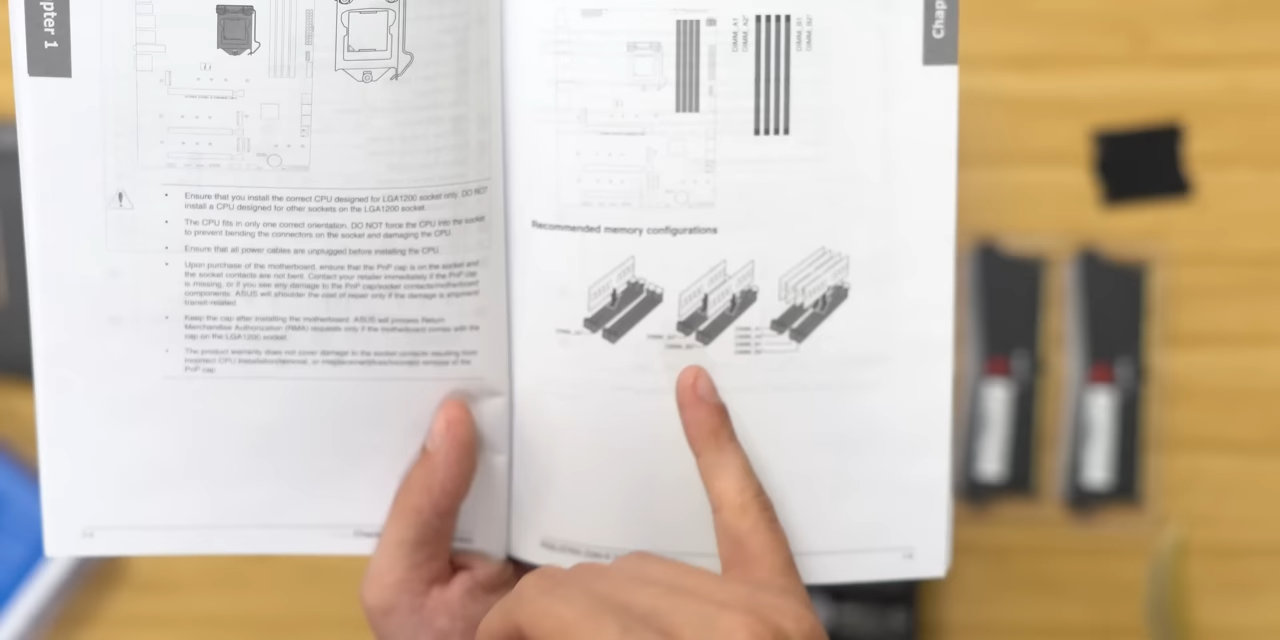 pter 1
Ensure that you install the correct CPU designed for LGA1200 socket only. DO NOT
install a CPU designed for other sockets on the LGA1200 socket.
The CPU fits in only one correct orientation. DO NOT force the CPU into the socket
to prevent bending the connectors on the socket and damaging the CPU.
Ensure that all power cables are unplugged before installing the CPU.
Upon purchase of the motherboard, ensure that the PnP cap is on the socket and
the socket contacts are not bent. Contact your retailer immediately if the PnP cap
is missing, or if you see any damage to the PnP cap/socket contacts/motherboard
components. ASUS will shoulder the cost of repair only if the damage is shipment/
transit-related.
Keep the cap after installing the motherboard. ASUS will process Return
Merchandise Authorization (RMA) requests only if the motherboard comes with the
cap on the LGA1200 socket.
The product warranty does not cover damage to the socket contacts resulting from
incorrect CPU installation/removal, or misplacement/loss/incorrect removal of the
PnP cap.
Chap
DIMM_A1
DIMM_A2*
DIMM_B1
DIMM_B2*
Recommended memory configurations